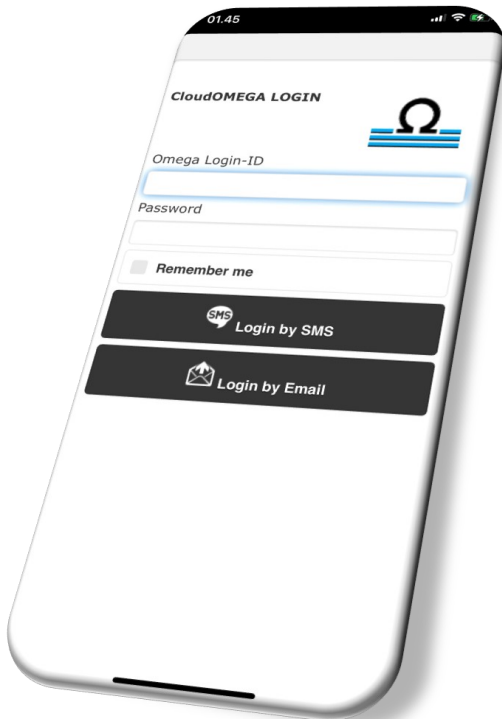 01.45
CloudOMEGA LOGIN
Ω
Omega Login-ID
Password
Remember me
SMS
Login by SMS
Login by Email